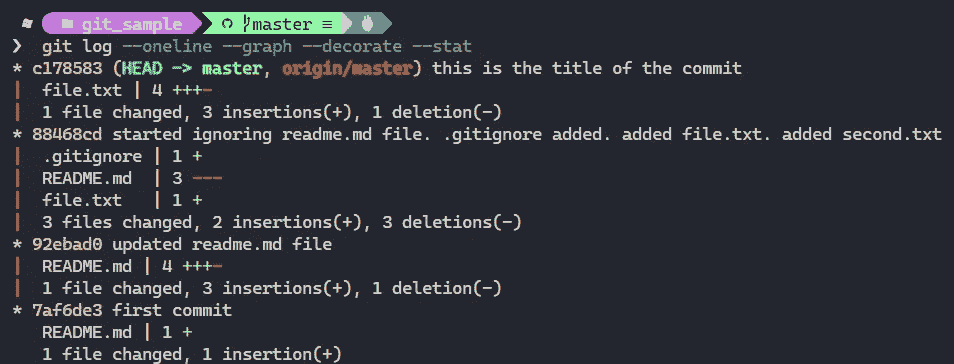 git_sample master ≡
❯ git log --oneline --graph --decorate --stat
* c178583 (HEAD -> master, origin/master) this is the title of the commit
| file.txt | 4 +++-
| 1 file changed, 3 insertions(+), 1 deletion(-)
* 88468cd started ignoring readme.md file. .gitignore added. added file.txt. added second.txt
| .gitignore | 1 +
| README.md  | 3 ---
| file.txt   | 1 +
| 3 files changed, 2 insertions(+), 3 deletions(-)
* 92ebad0 updated readme.md file
| README.md | 4 +++-
| 1 file changed, 3 insertions(+), 1 deletion(-)
* 7af6de3 first commit
README.md | 1 +
1 file changed, 1 insertion(+)